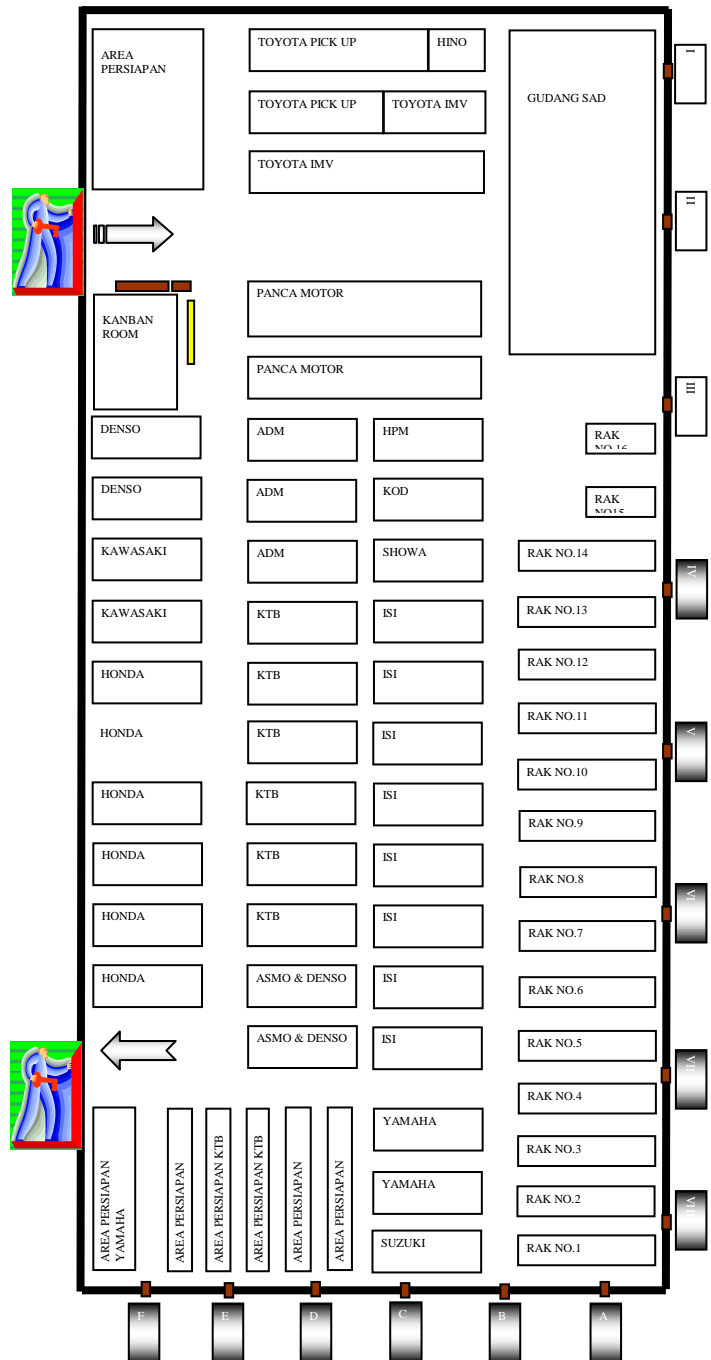 AREA
PERSIAPAN
TOYOTA PICK UP
HINO
TOYOTA PICK UP
TOYOTA IMV
TOYOTA IMV
GUDANG SAD
I
II
III
KANBAN
ROOM
PANCA MOTOR
PANCA MOTOR
DENSO
ADM
HPM
RAK
NO.16
DENSO
ADM
KOD
RAK
NO15
KAWASAKI
ADM
SHOWA
RAK NO.14
IV
KAWASAKI
KTB
ISI
RAK NO.13
HONDA
KTB
ISI
RAK NO.12
HONDA
KTB
ISI
RAK NO.11
V
HONDA
KTB
ISI
RAK NO.10
RAK NO.9
HONDA
KTB
ISI
RAK NO.8
VI
HONDA
KTB
ISI
RAK NO.7
HONDA
ASMO & DENSO
ISI
RAK NO.6
ASMO & DENSO
ISI
RAK NO.5
VII
RAK NO.4
AREA PERSIAPAN
YAMAHA
AREA PERSIAPAN
AREA PERSIAPAN KTB
AREA PERSIAPAN KTB
AREA PERSIAPAN
AREA PERSIAPAN
YAMAHA
RAK NO.3
YAMAHA
RAK NO.2
VIII
SUZUKI
RAK NO.1
F
E
D
C
B
A